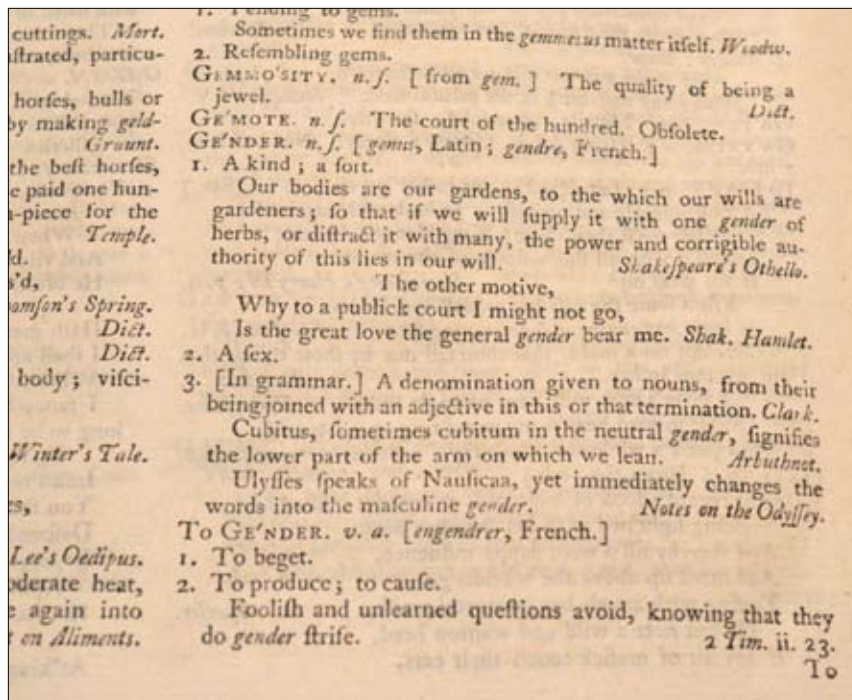 cuttings. Mort.
uſtrated, particu-
horſes, bulls or
by making geld-
Graunt.
the beſt horſes,
e paid one hun-
-piece for the
Temple.
'd.
s'd,
omſon's Spring.
Dict.
Dict.
body; viſci-
Winter's Tale.
es,
Lee's Oedipus.
oderate heat,
e again into
t on Aliments.
1. Tending to gems.
Sometimes we find them in the gemmeous matter itſelf. Woodw.
2. Reſembling gems.
GEMMO'SITY. n.ſ. [from gem.] The quality of being a
jewel. Dict.
GE'MOTE. n.ſ. The court of the hundred. Obſolete.
GE'NDER. n.ſ. [genus, Latin; gendre, French.]
1. A kind; a ſort.
Our bodies are our gardens, to the which our wills are
gardeners; ſo that if we will ſupply it with one gender of
herbs, or diſtract it with many, the power and corrigible au-
thority of this lies in our will. Shakeſpeare's Othello.
The other motive,
Why to a publick court I might not go,
Is the great love the general gender bear me. Shak. Hamlet.
2. A ſex.
3. [In grammar.] A denomination given to nouns, from their
being joined with an adjective in this or that termination. Clark.
Cubitus, ſometimes cubitum in the neutral gender, ſignifies
the lower part of the arm on which we lean. Arbuthnot.
Ulyſſes ſpeaks of Nauſicaa, yet immediately changes the
words into the maſculine gender. Notes on the Odyſſey.
To GE'NDER. v. a. [engendrer, French.]
1. To beget.
2. To produce; to cauſe.
Fooliſh and unlearned queſtions avoid, knowing that they
do gender ſtrife. 2 Tim. ii. 23.
To